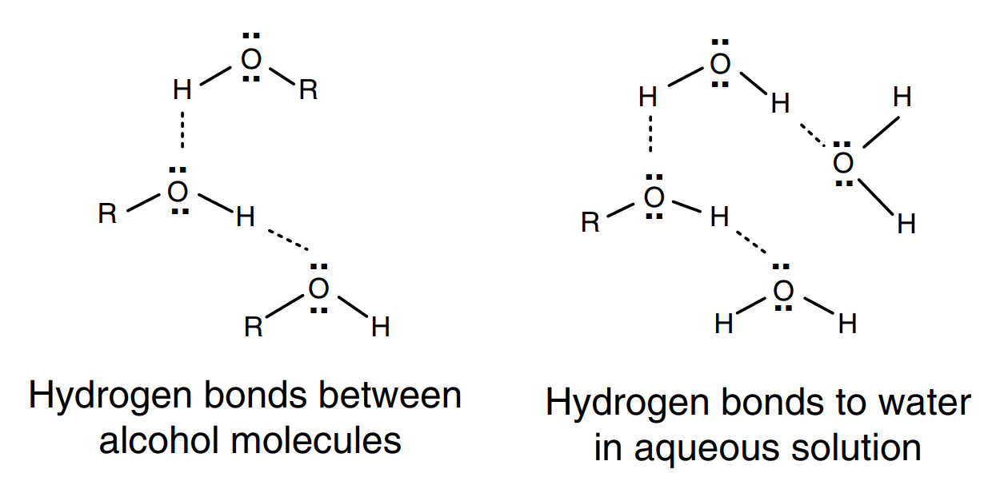 O
H
R
O
R
H
O
R
H
Hydrogen bonds between
alcohol molecules
O
H
H
H
O
O
R
H
H
O
H
H
Hydrogen bonds to water
in aqueous solution